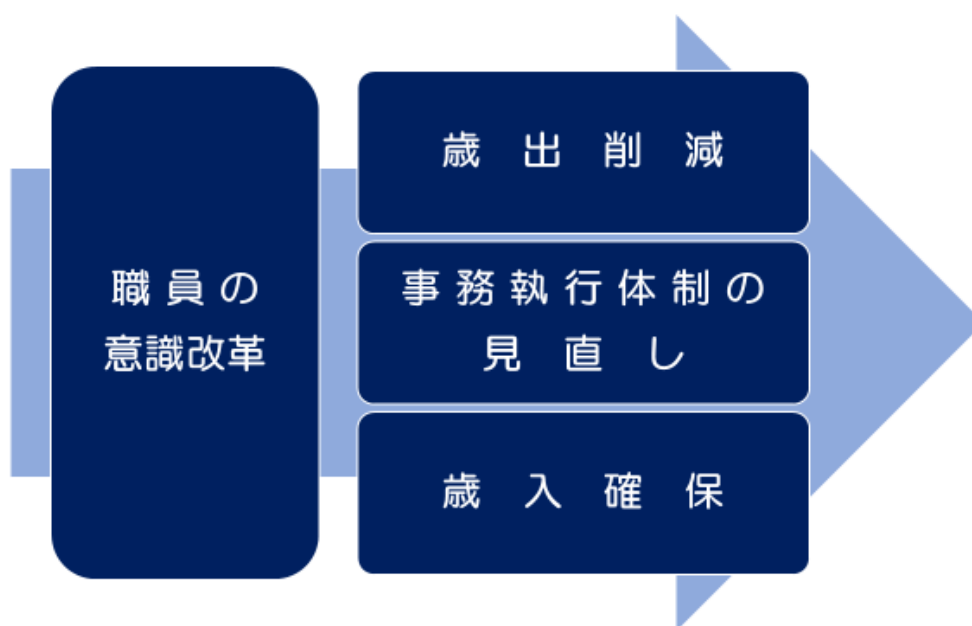 職員の
意識改革
歳出削減
事務執行体制の
見直し
歳入確保